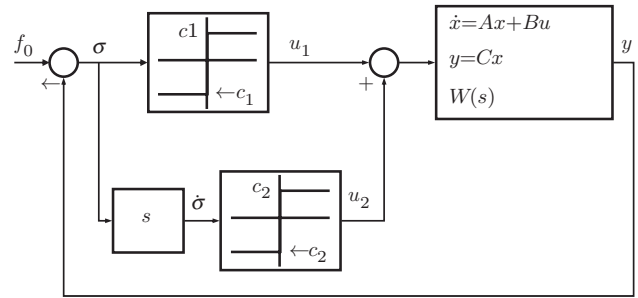 f₀
σ
←
c1
←c₁
u₁
+
ẋ=Ax+Bu
y=Cx
W(s)
y
s
σ̇
c₂
←c₂
u₂